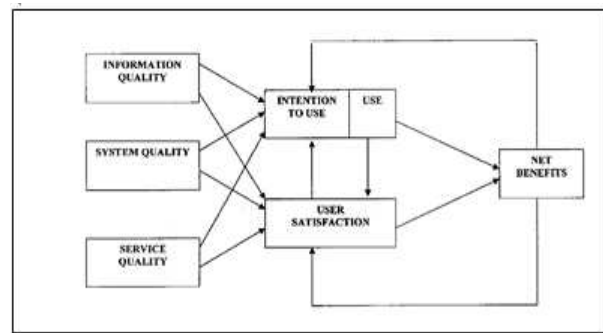 INFORMATION
QUALITY
INTENTION
TO USE
USE
SYSTEM QUALITY
NET
BENEFITS
USER
SATISFACTION
SERVICE
QUALITY